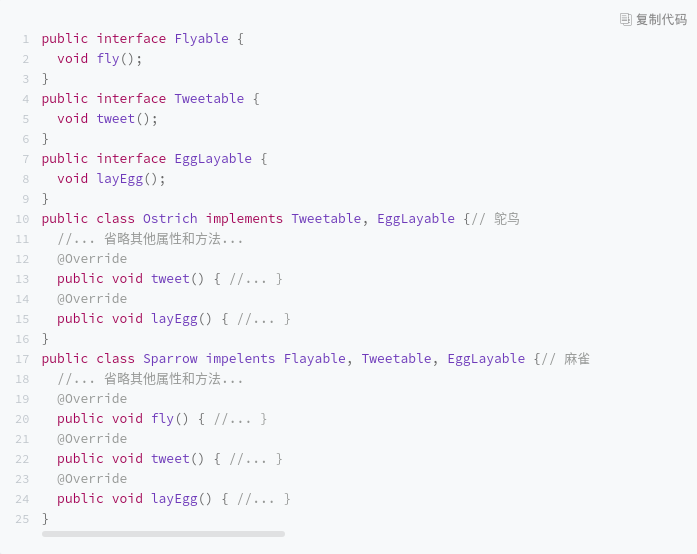 复制代码
1 public interface Flyable {
2   void fly();
3 }
4 public interface Tweetable {
5   void tweet();
6 }
7 public interface EggLayable {
8   void layEgg();
9 }
10 public class Ostrich implements Tweetable, EggLayable {// 鸵鸟
11   //... 省略其他属性和方法...
12   @Override
13   public void tweet() { //... }
14   @Override
15   public void layEgg() { //... }
16 }
17 public class Sparrow impelents Flayable, Tweetable, EggLayable {// 麻雀
18   //... 省略其他属性和方法...
19   @Override
20   public void fly() { //... }
21   @Override
22   public void tweet() { //... }
23   @Override
24   public void layEgg() { //... }
25 }